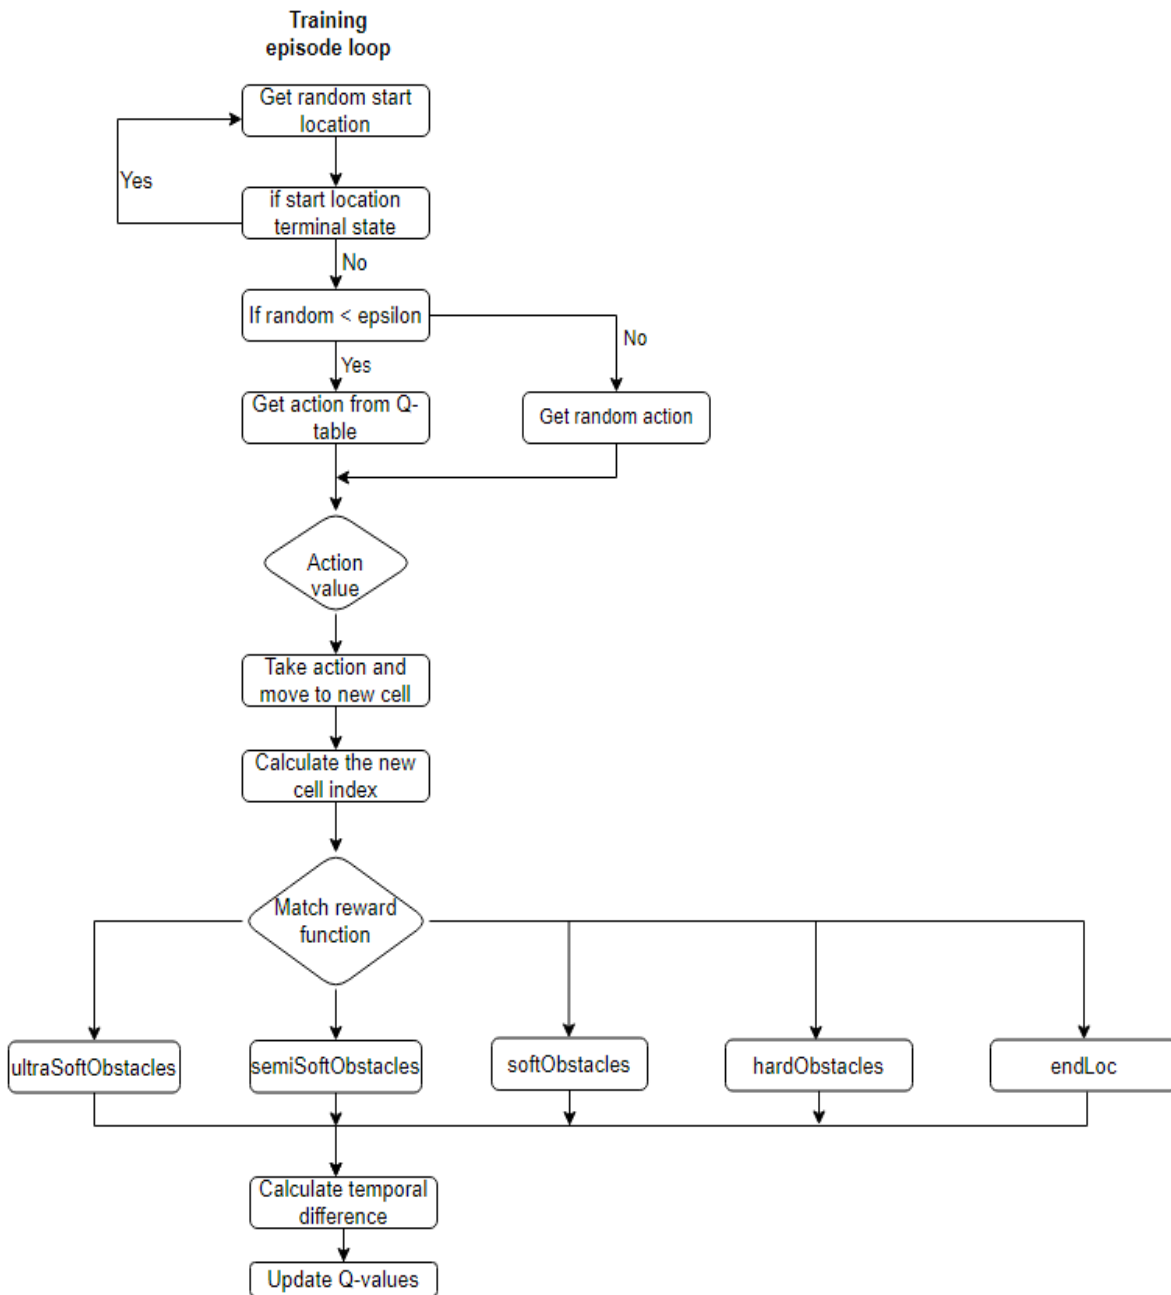 Training
episode loop
Get random start
location
Yes
if start location
terminal state
No
If random < epsilon
No
Yes
Get action from Q-
table
Get random action
Action
value
Take action and
move to new cell
Calculate the new
cell index
Match reward
function
ultraSoftObstacles
semiSoftObstacles
softObstacles
hardObstacles
endLoc
Calculate temporal
difference
Update Q-values